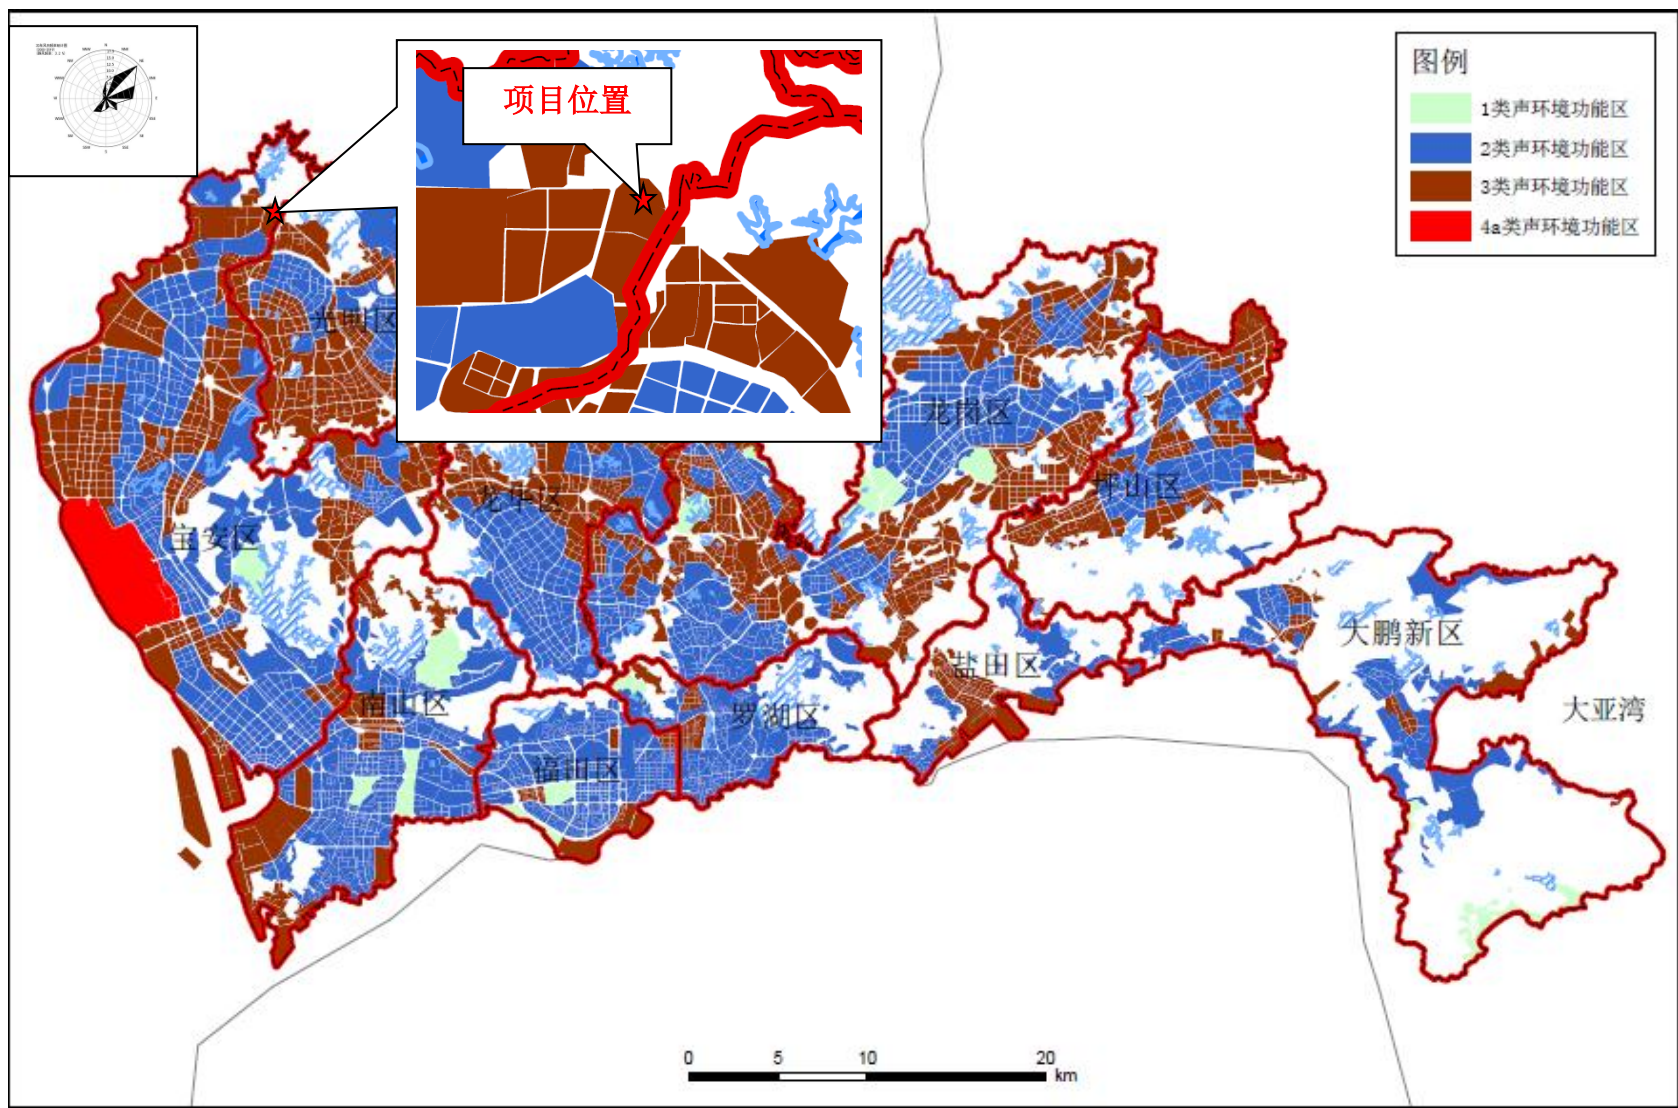 项目位置
图例
1类声环境功能区
2类声环境功能区
3类声环境功能区
4a类声环境功能区
光明区
龙岗区
坪山区
龙华区
宝安区
大鹏新区
盐田区
大亚湾
南山区
罗湖区
福田区
0 5 10 20
km